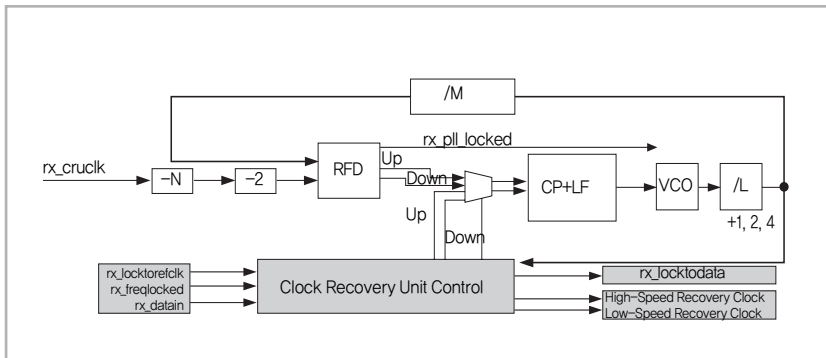 /M
rx_pll_locked
rx_cruclk
–N
–2
RFD
Up
Down
CP+LF
VCO
/L
+1, 2, 4
Up
Down
rx_locktorefclk
rx_freqlocked
rx_datain
Clock Recovery Unit Control
rx_locktodata
High–Speed Recovery Clock
Low–Speed Recovery Clock